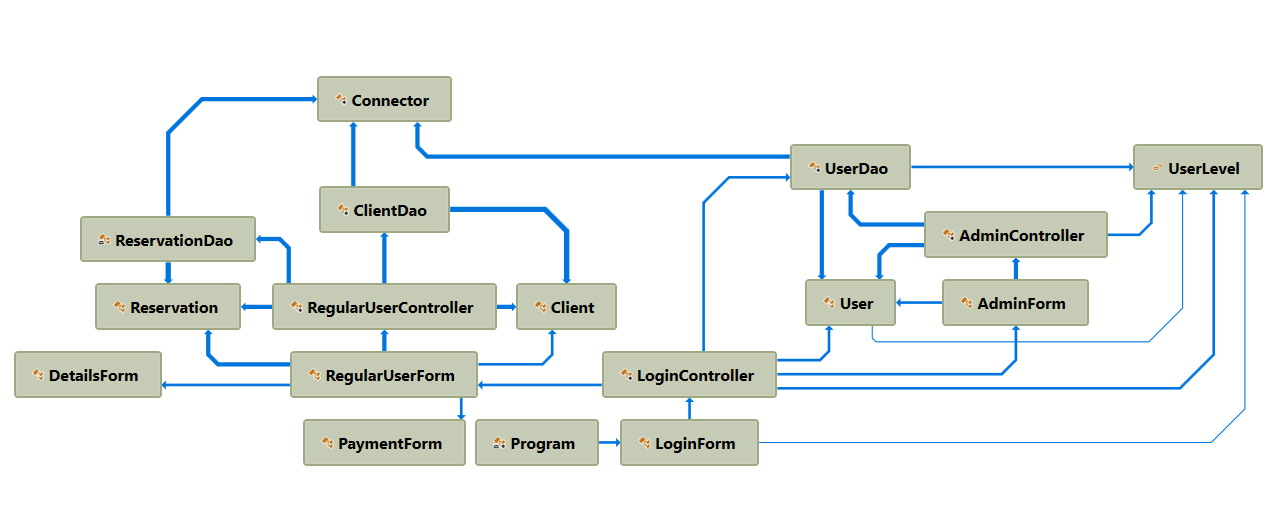 Connector
UserDao
UserLevel
ClientDao
ReservationDao
AdminController
Reservation
RegularUserController
Client
User
AdminForm
DetailsForm
RegularUserForm
LoginController
PaymentForm
Program
LoginForm